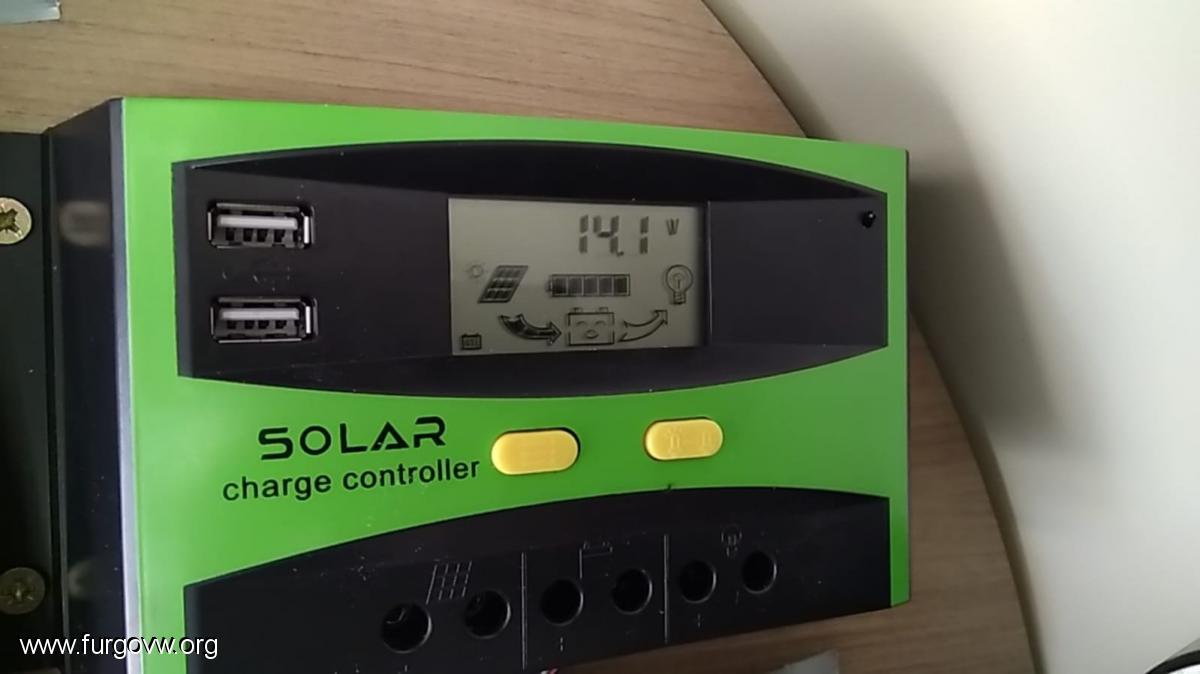 14.1 V
SOLAR
charge controller
www.furgovw.org